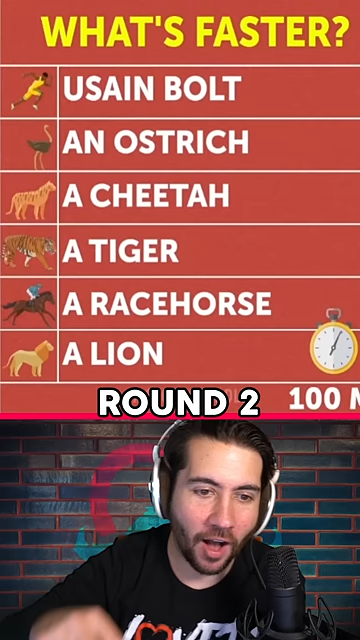 WHAT'S FASTER?
USAIN BOLT
AN OSTRICH
A CHEETAH
A TIGER
A RACEHORSE
A LION
100 M
ROUND 2